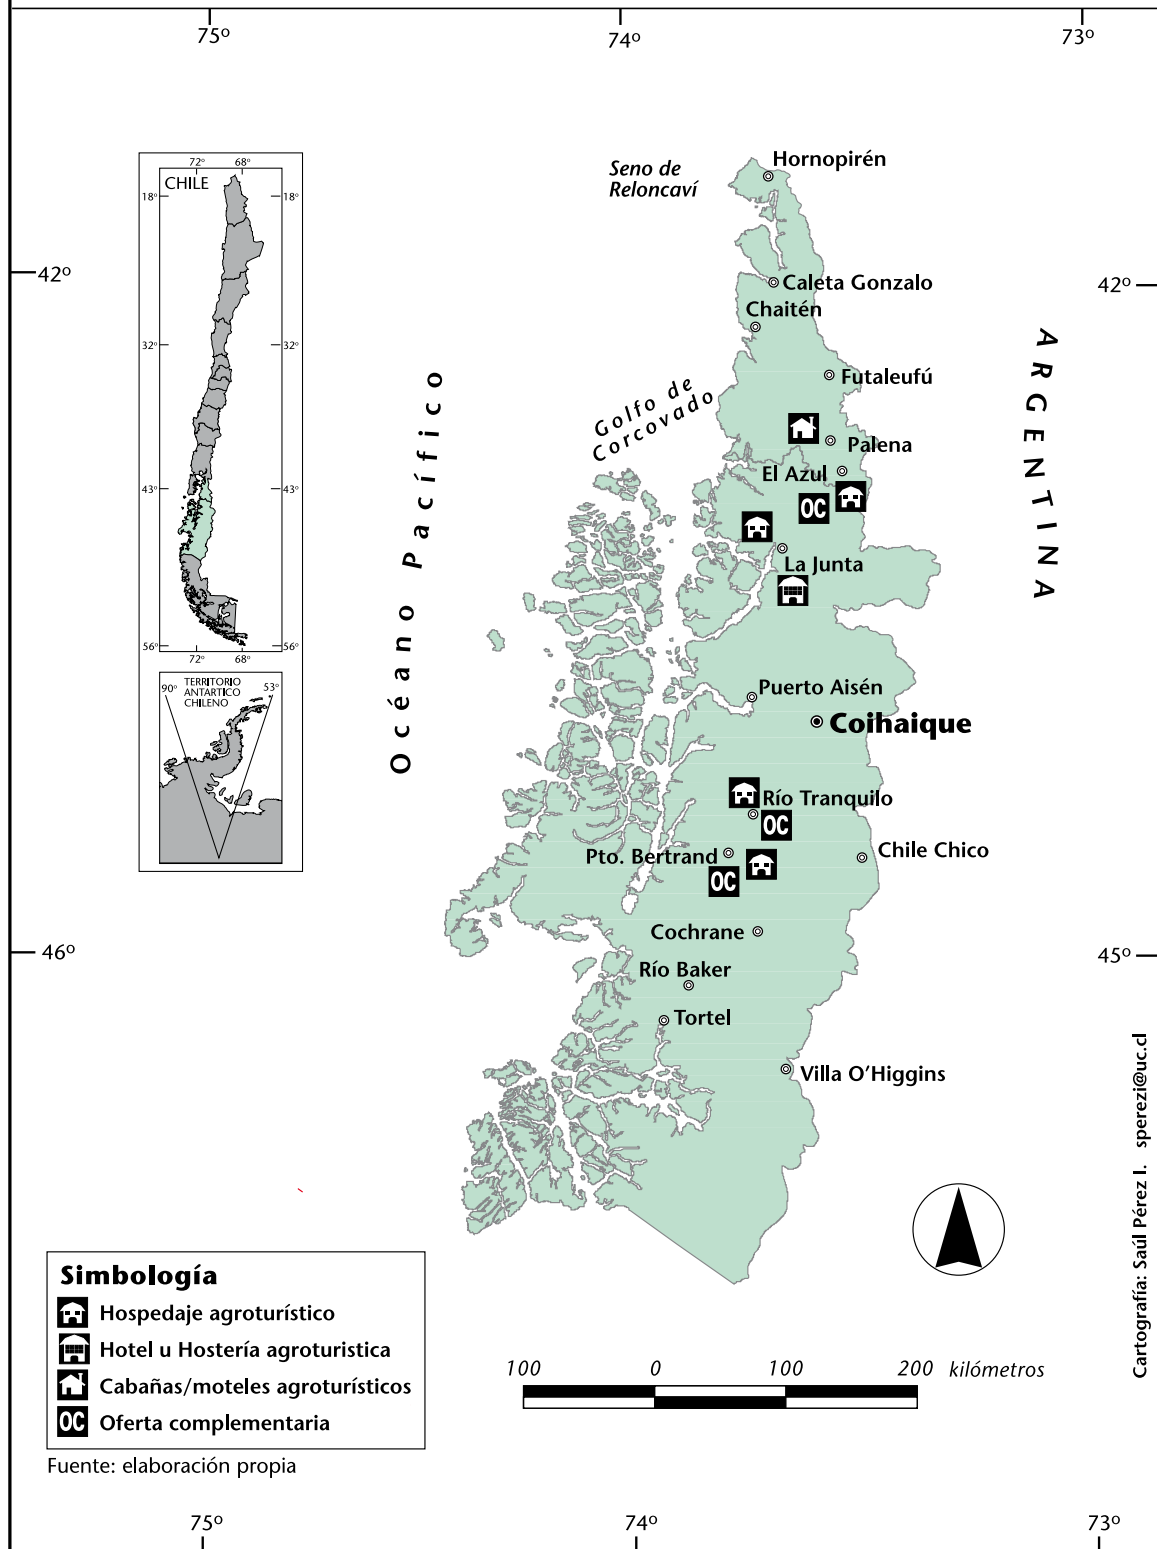 75º
74º
73º
Hornopirén
Seno de
Reloncaví
72º
68º
CHILE
18º
18º
42º
42º
Caleta Gonzalo
Chaitén
32º
32º
ARGENTINA
Futaleufú
Golfo de
Corcovado
Océano Pacífico
Palena
El Azul
OC
43º
43º
La Junta
56º
56º
72º
68º
90º
TERRITORIO
ANTARTICO
CHILENO
53º
Puerto Aisén
Coihaique
Río Tranquilo
OC
Pto. Bertrand
Chile Chico
OC
Cochrane
46º
45º
Río Baker
Tortel
Villa O’Higgins
Cartografía: Saúl Pérez I. sperezi@uc.cl
Simbología
Hospedaje agroturístico
Hotel u Hostería agroturistica
Cabañas/moteles agroturísticos
OC Oferta complementaria
100 0 100 200 kilómetros
Fuente: elaboración propia
75º
74º
73º